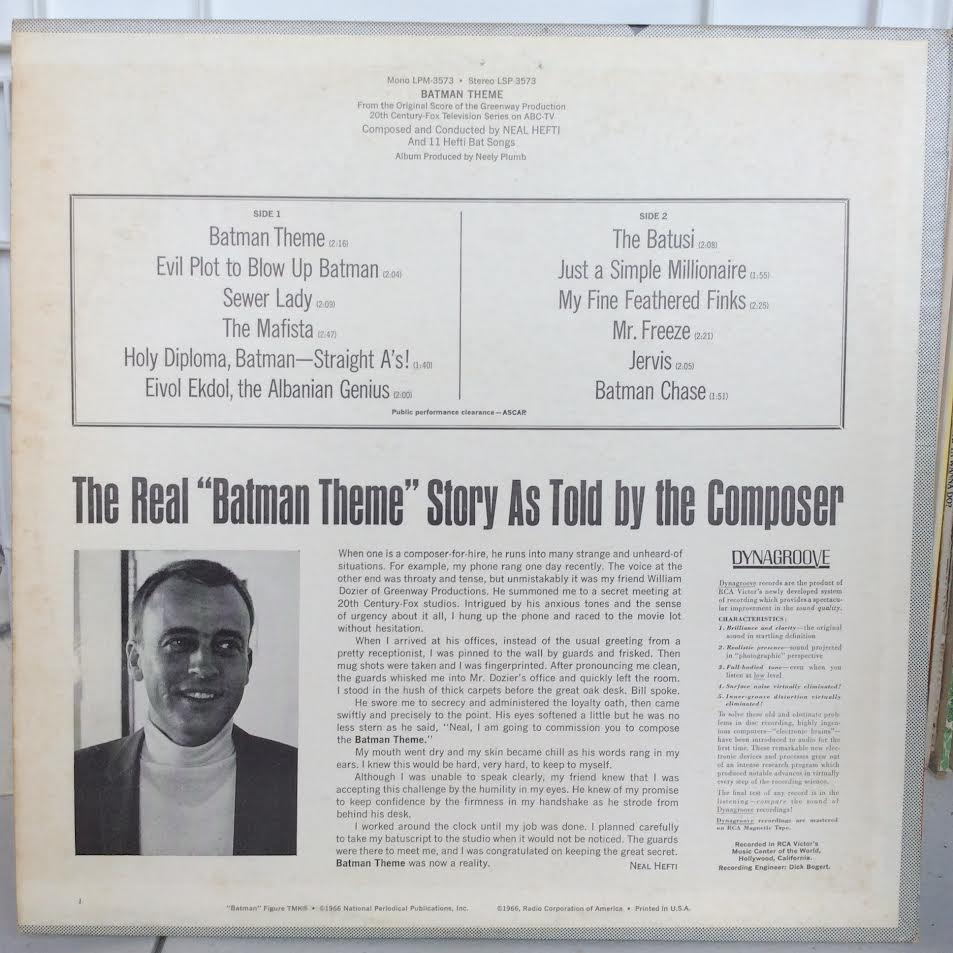 Mono LPM-3573 • Stereo LSP-3573
BATMAN THEME
From the Original Score of the Greenway Production
20th Century-Fox Television Series on ABC-TV
Composed and Conducted by NEAL HEFTI
And 11 Hefti Bat Songs
Album Produced by Neely Plumb
SIDE 1
Batman Theme (2:16)
Evil Plot to Blow Up Batman (2:04)
Sewer Lady (2:09)
The Mafista (2:47)
Holy Diploma, Batman—Straight A's! (1:40)
Eivol Ekdol, the Albanian Genius (2:00)
SIDE 2
The Batusi (2:08)
Just a Simple Millionaire (1:55)
My Fine Feathered Finks (2:25)
Mr. Freeze (2:21)
Jervis (2:05)
Batman Chase (1:51)
Public performance clearance—ASCAP
The Real “Batman Theme” Story As Told by the Composer
When one is a composer-for-hire, he runs into many strange and unheard-of
situations. For example, my phone rang one day recently. The voice at the
other end was throaty and tense, but unmistakably it was my friend William
Dozier of Greenway Productions. He summoned me to a secret meeting at
20th Century-Fox studios. Intrigued by his anxious tones and the sense
of urgency about it all, I hung up the phone and raced to the movie lot
without hesitation.
When I arrived at his offices, instead of the usual greeting from a
pretty receptionist, I was pinned to the wall by guards and frisked. Then
mug shots were taken and I was fingerprinted. After pronouncing me clean,
the guards whisked me into Mr. Dozier's office and quickly left the room.
I stood in the hush of thick carpets before the great oak desk. Bill spoke.
He swore me to secrecy and administered the loyalty oath, then came
swiftly and precisely to the point. His eyes softened a little but he was no
less stern as he said, “Neal, I am going to commission you to compose
the Batman Theme.”
My mouth went dry and my skin became chill as his words rang in my
ears. I knew this would be hard, very hard, to keep to myself.
Although I was unable to speak clearly, my friend knew that I was
accepting this challenge by the humility in my eyes. He knew of my promise
to keep confidence by the firmness in my handshake as he strode from
behind his desk.
I worked around the clock until my job was done. I planned carefully
to take my batuscript to the studio when it would not be noticed. The guards
were there to meet me, and I was congratulated on keeping the great secret.
Batman Theme was now a reality. NEAL HEFTI
DYNAGROOVE
Dynagroove records are the product of
RCA Victor's newly developed system
of recording which provides a spectacu-
lar improvement in the sound quality.
CHARACTERISTICS:
1. Brilliance and clarity—the original
sound in startling definition
2. Realistic presence—sound projected
in “photographic” perspective
3. Full-bodied tone—even when you
listen at low level
4. Surface noise virtually eliminated!
5. Inner-groove distortion virtually
eliminated!
To solve these old and obstinate prob-
lems in disc recording, highly ingen-
ious computers—“electronic brains”—
have been introduced to audio for the
first time. These remarkable new elec-
tronic devices and processes grew out
of an intense research program which
produced notable advances in virtually
every step of the recording science.
The final test of any record is in the
listening—compare the sound of
Dynagroove recordings!
Dynagroove recordings are mastered
on RCA Magnetic Tape.
Recorded in RCA Victor's
Music Center of the World,
Hollywood, California.
Recording Engineer: Dick Bogert.
“Batman” Figure TMK® • ©1966 National Periodical Publications, Inc. ©1966, Radio Corporation of America • Printed in U.S.A.